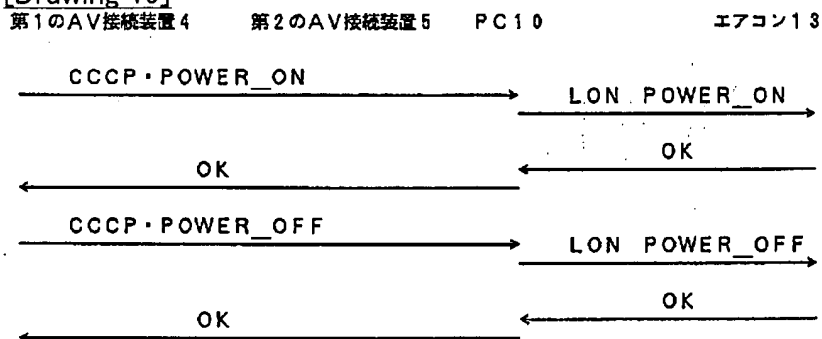 [Drawing 10]
第1のAV接続装置4 第2のAV接続装置5 PC10 エアコン13
CCCP・POWER_ON
LON POWER_ON
OK
OK
CCCP・POWER_OFF
LON POWER_OFF
OK
OK